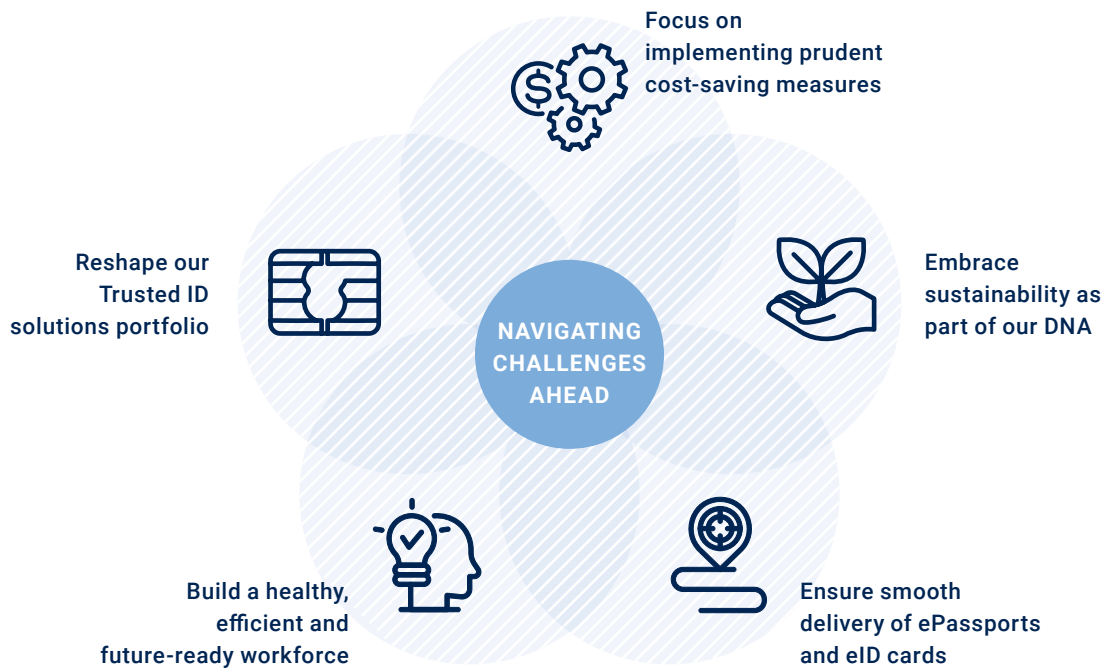 Focus on
implementing prudent
cost-saving measures
Reshape our
Trusted ID
solutions portfolio
Embrace
sustainability as
part of our DNA
NAVIGATING
CHALLENGES
AHEAD
Build a healthy,
efficient and
future-ready workforce
Ensure smooth
delivery of ePassports
and eID cards